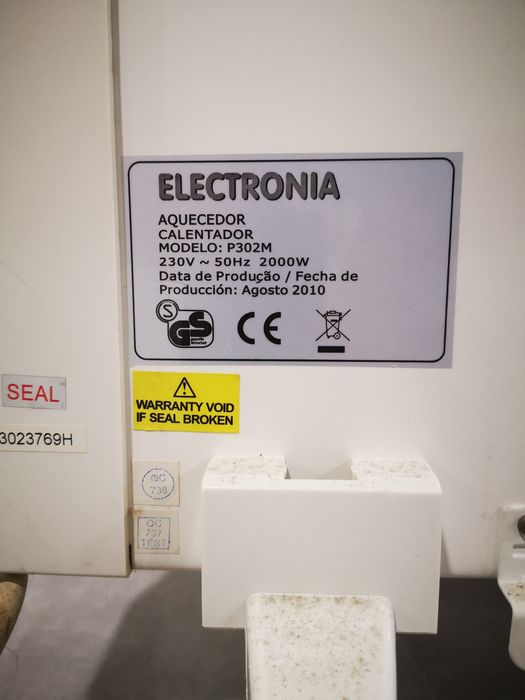 ELECTRONIA
AQUECEDOR
CALENTADOR
MODELO: P302M
230V ~ 50Hz 2000W
Data de Produção / Fecha de
Producción: Agosto 2010
S GS
CE
SEAL
3023769H
WARRANTY VOID
IF SEAL BROKEN
QC
738
QC
737
TEST